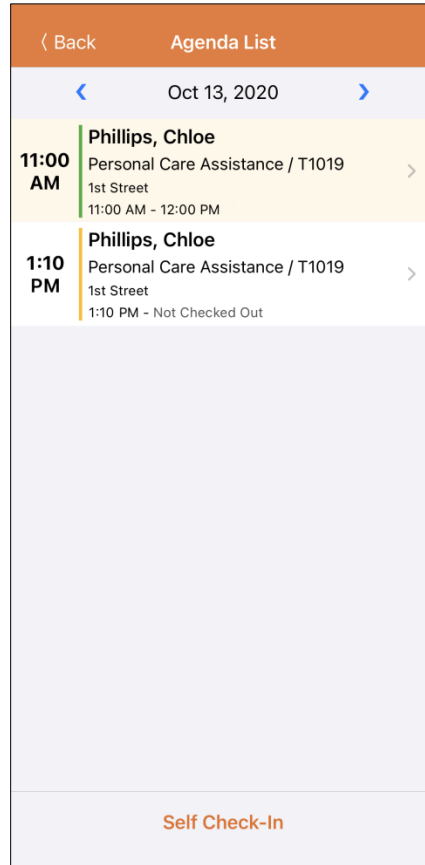 Back Agenda List
Oct 13, 2020
11:00 AM
Phillips, Chloe
Personal Care Assistance / T1019
1st Street
11:00 AM - 12:00 PM
1:10 PM
Phillips, Chloe
Personal Care Assistance / T1019
1st Street
1:10 PM - Not Checked Out
Self Check-In